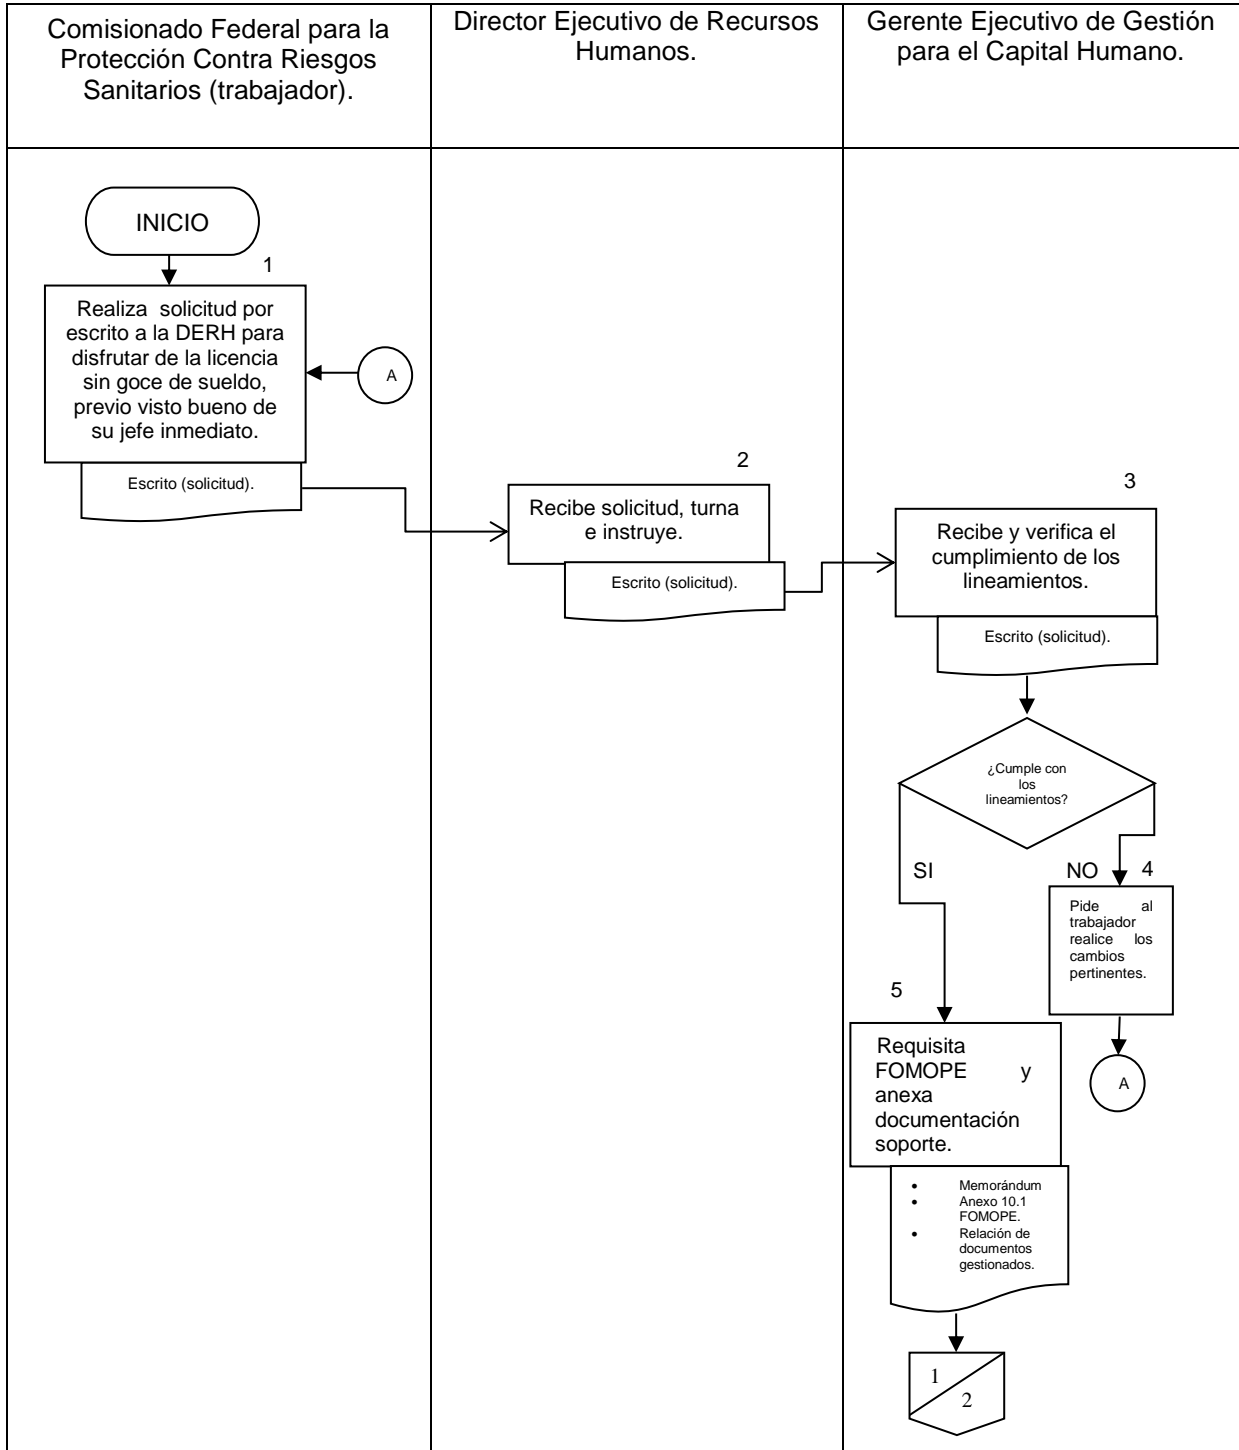 Comisionado Federal para la
Protección Contra Riesgos
Sanitarios (trabajador).
Director Ejecutivo de Recursos
Humanos.
Gerente Ejecutivo de Gestión
para el Capital Humano.
INICIO
1
Realiza solicitud por
escrito a la DERH para
disfrutar de la licencia
sin goce de sueldo,
previo visto bueno de
su jefe inmediato.
A
Escrito (solicitud).
2
Recibe solicitud, turna
e instruye.
Escrito (solicitud).
3
Recibe y verifica el
cumplimiento de los
lineamientos.
Escrito (solicitud).
¿Cumple con
los
lineamientos?
SI
NO
4
Pide al
trabajador
realice los
cambios
pertinentes.
A
5
Requisita
FOMOPE y
anexa
documentación
soporte.
• Memorándum
• Anexo 10.1
FOMOPE.
• Relación de
documentos
gestionados.
1
2